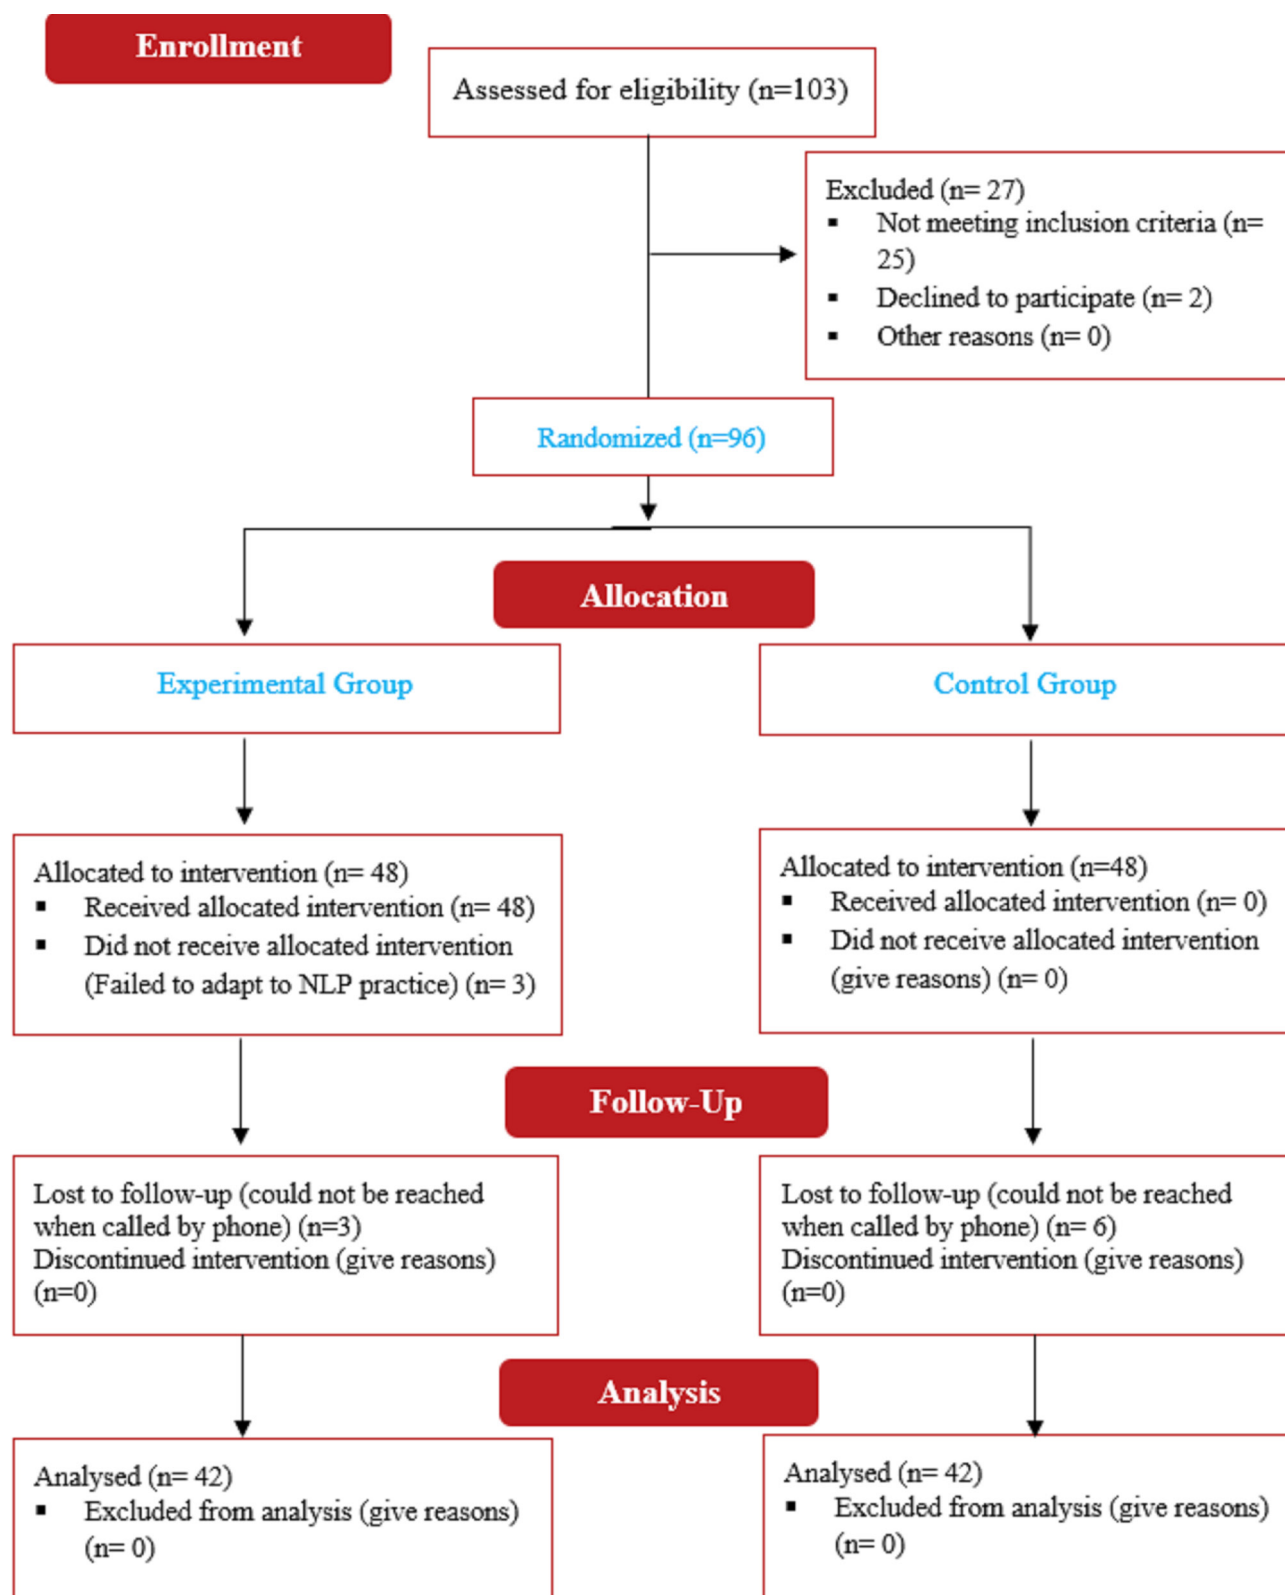 Enrollment
Assessed for eligibility (n=103)
Excluded (n= 27)
▪ Not meeting inclusion criteria (n=
25)
▪ Declined to participate (n= 2)
▪ Other reasons (n= 0)
Randomized (n=96)
Allocation
Experimental Group
Control Group
Allocated to intervention (n= 48)
▪ Received allocated intervention (n= 48)
▪ Did not receive allocated intervention
(Failed to adapt to NLP practice) (n= 3)
Allocated to intervention (n=48)
▪ Received allocated intervention (n= 0)
▪ Did not receive allocated intervention
(give reasons) (n= 0)
Follow-Up
Lost to follow-up (could not be reached
when called by phone) (n=3)
Discontinued intervention (give reasons)
(n=0)
Lost to follow-up (could not be reached
when called by phone) (n= 6)
Discontinued intervention (give reasons)
(n=0)
Analysis
Analysed (n= 42)
▪ Excluded from analysis (give reasons)
(n= 0)
Analysed (n= 42)
▪ Excluded from analysis (give reasons)
(n= 0)